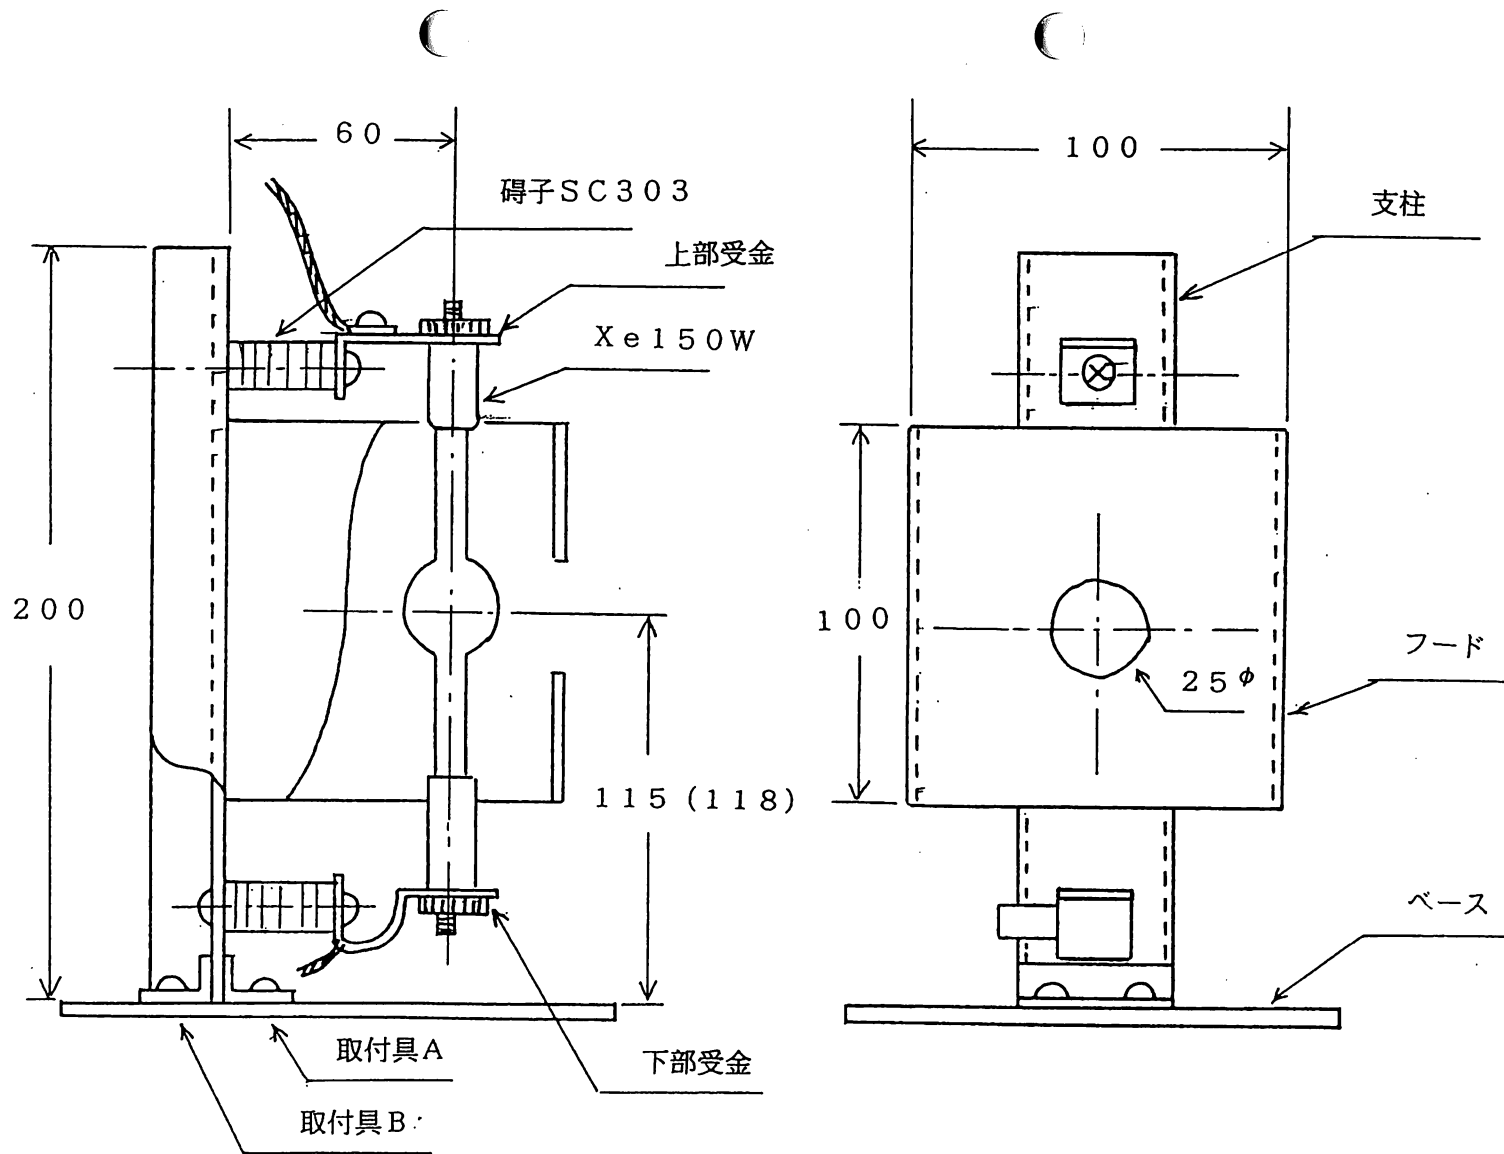 60
100
碍子SC303
支柱
上部受金
Xe150W
200
100
フード
25φ
115(118)
ベース
取付具A
下部受金
取付具B